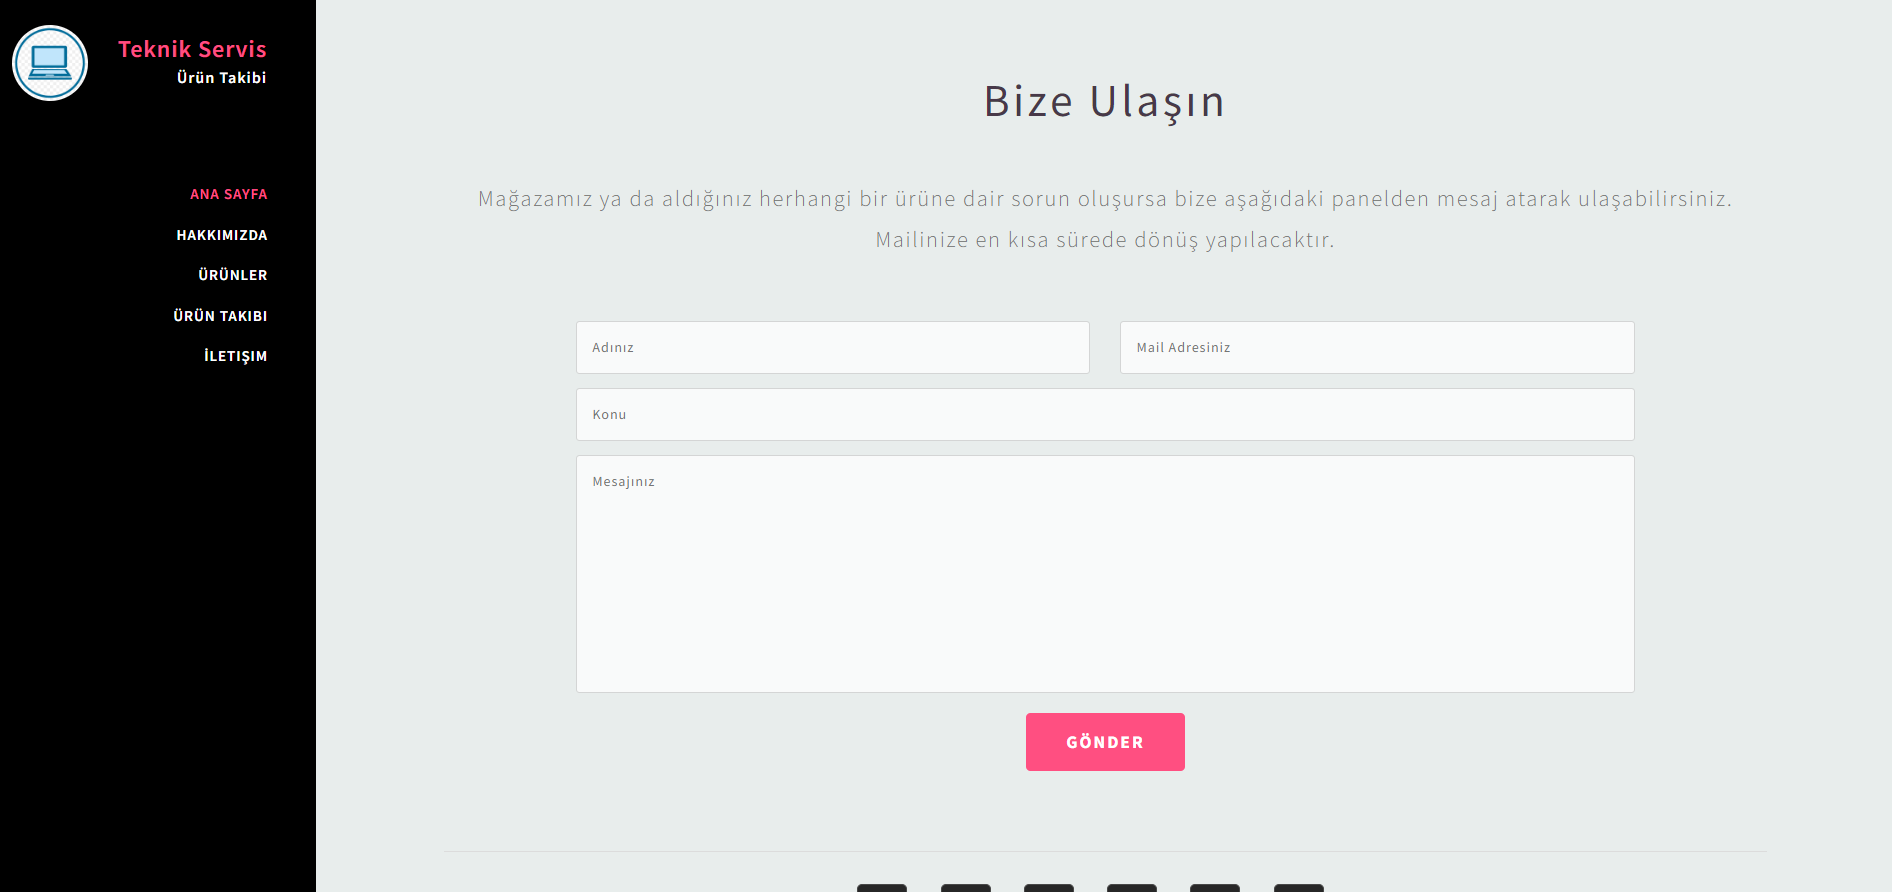 Teknik Servis
Ürün Takibi
ANA SAYFA
HAKKIMIZDA
ÜRÜNLER
ÜRÜN TAKIBI
İLETIŞIM
Bize Ulaşın
Mağazamız ya da aldığınız herhangi bir ürüne dair sorun oluşursa bize aşağıdaki panelden mesaj atarak ulaşabilirsiniz.
Mailinize en kısa sürede dönüş yapılacaktır.
Adınız
Mail Adresiniz
Konu
Mesajınız
GÖNDER